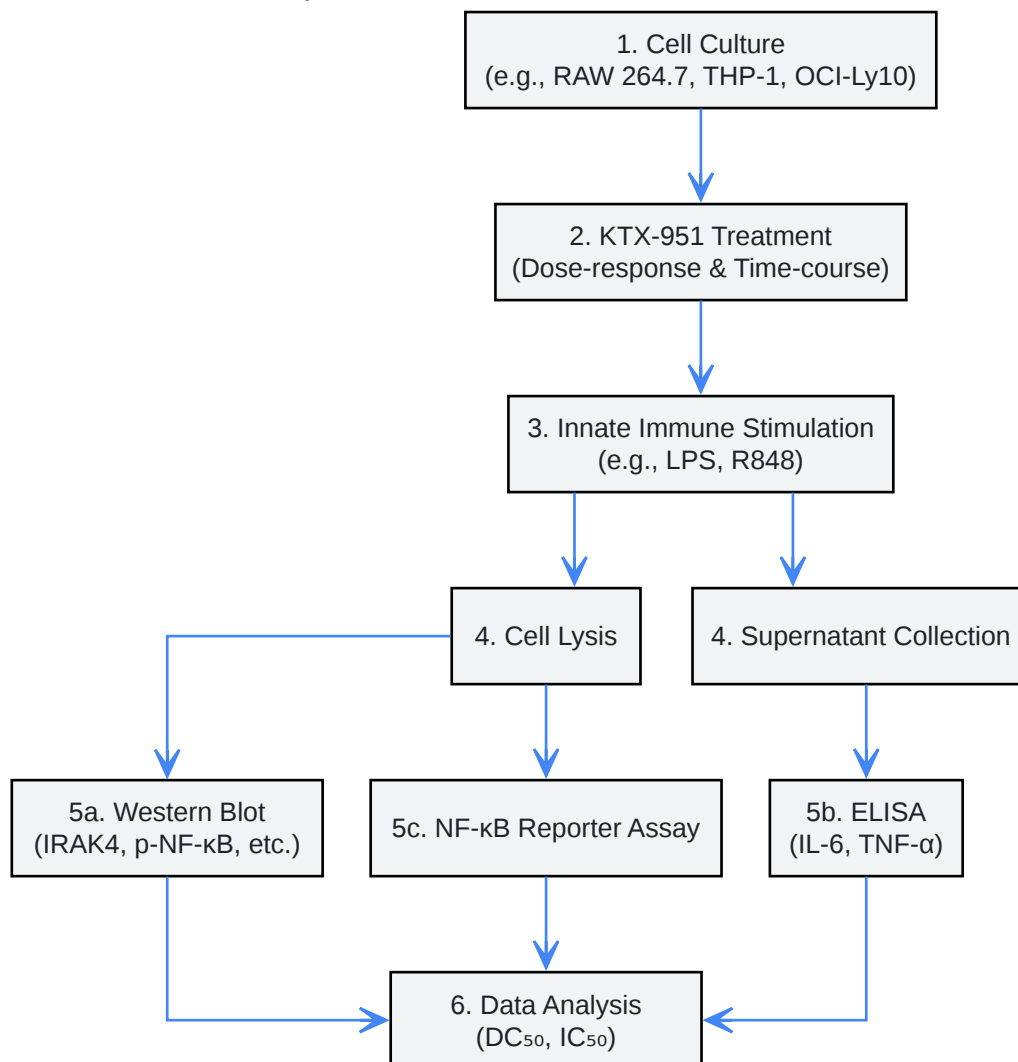 1. Cell Culture
(e.g., RAW 264.7, THP-1, OCI-Ly10)
2. KTX-951 Treatment
(Dose-response & Time-course)
3. Innate Immune Stimulation
(e.g., LPS, R848)
4. Cell Lysis
4. Supernatant Collection
5a. Western Blot
(IRAK4, p-NF-κB, etc.)
5c. NF-κB Reporter Assay
5b. ELISA
(IL-6, TNF-α)
6. Data Analysis
(DC₅₀, IC₅₀)